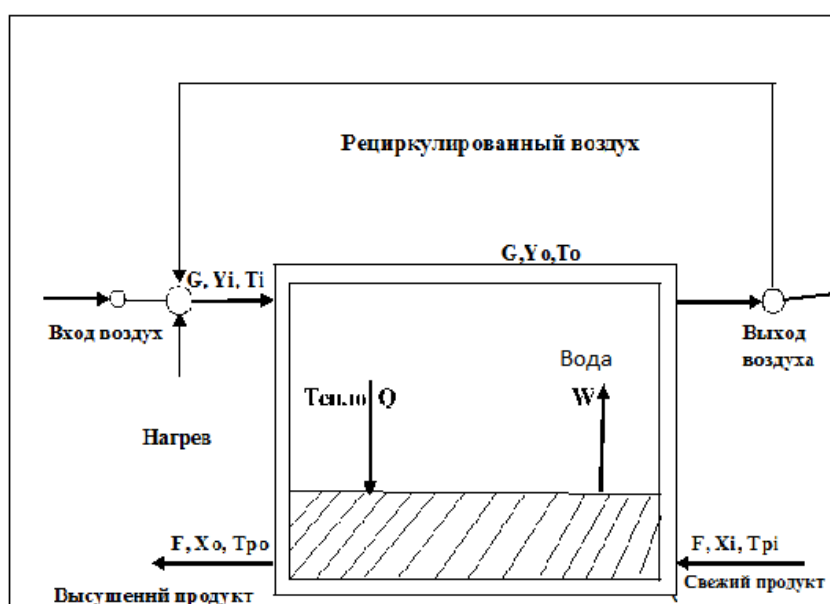 Рециркулированный воздух
G,Yo,To
G, Yi, Ti
Вход воздух
Выход
воздуха
Вода
Тепло Q
W
Нагрев
F, Xo, Tpo
F, Xi, Tpi
Высушеннй продукт
Свежий продукт